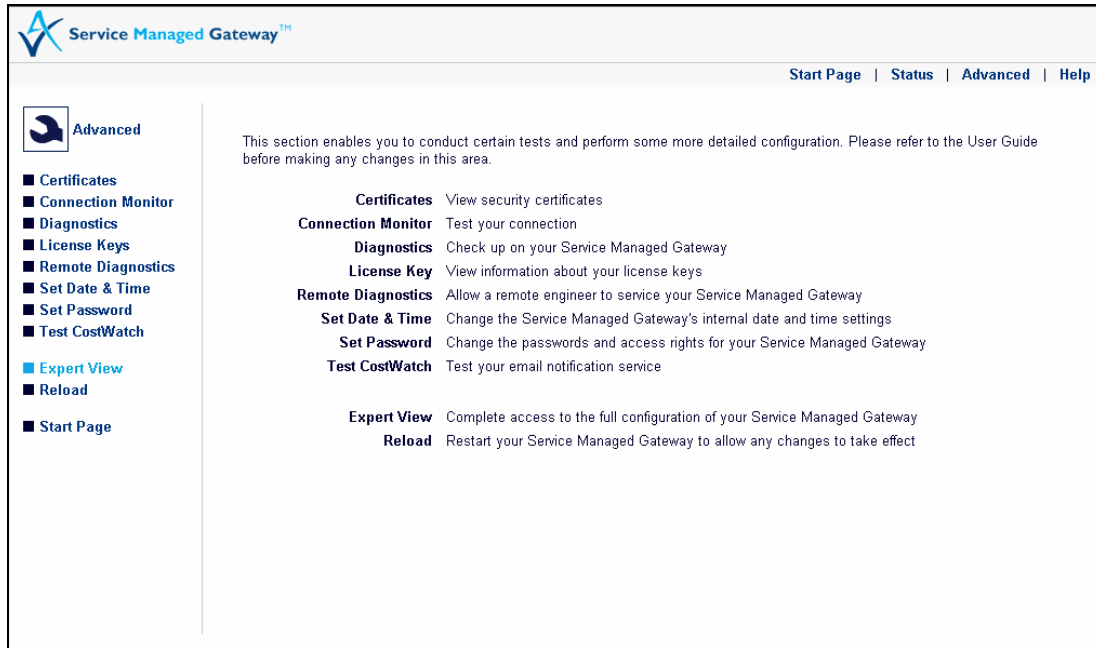 Service Managed Gateway™
Start Page | Status | Advanced | Help
Advanced
Certificates
Connection Monitor
Diagnostics
License Keys
Remote Diagnostics
Set Date & Time
Set Password
Test CostWatch
Expert View
Reload
Start Page
This section enables you to conduct certain tests and perform some more detailed configuration. Please refer to the User Guide
before making any changes in this area.
Certificates View security certificates
Connection Monitor Test your connection
Diagnostics Check up on your Service Managed Gateway
License Key View information about your license keys
Remote Diagnostics Allow a remote engineer to service your Service Managed Gateway
Set Date & Time Change the Service Managed Gateway's internal date and time settings
Set Password Change the passwords and access rights for your Service Managed Gateway
Test CostWatch Test your email notification service
Expert View Complete access to the full configuration of your Service Managed Gateway
Reload Restart your Service Managed Gateway to allow any changes to take effect